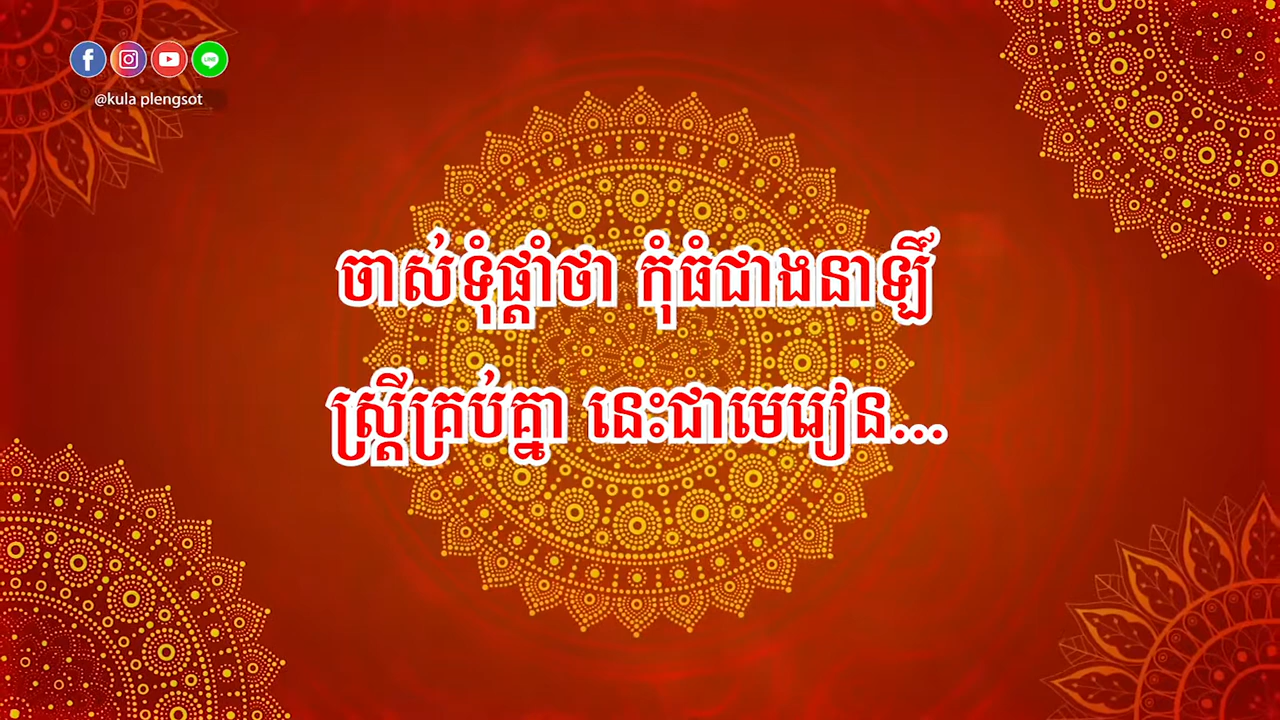 @kula plengsot
ចាស់ទុំផ្ដាំថា កុំធំជាងនាឡិ៍
ស្ត្រីគ្រប់គ្នា នេះជាមេរៀន...